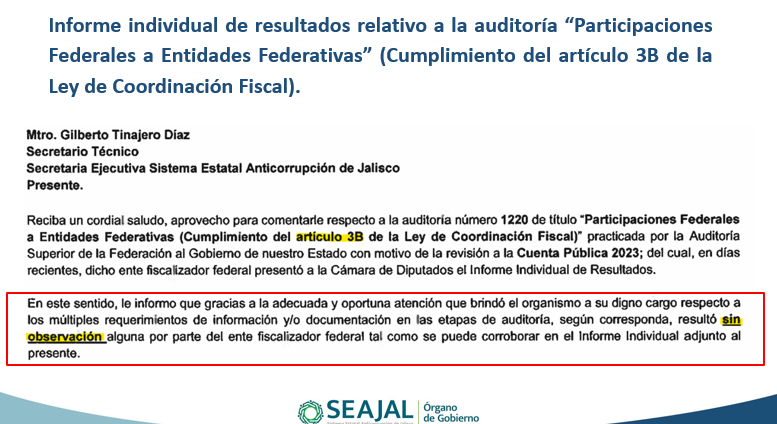 Informe individual de resultados relativo a la auditoría “Participaciones
Federales a Entidades Federativas” (Cumplimiento del artículo 3B de la
Ley de Coordinación Fiscal).
Mtro. Gilberto Tinajero Díaz
Secretario Técnico
Secretaria Ejecutiva Sistema Estatal Anticorrupción de Jalisco
Presente.
Reciba un cordial saludo, aprovecho para comentarle respecto a la auditoría número 1220 de título “Participaciones Federales
a Entidades Federativas (Cumplimiento del artículo 3B de la Ley de Coordinación Fiscal)” practicada por la Auditoría
Superior de la Federación al Gobierno de nuestro Estado con motivo de la revisión a la Cuenta Pública 2023; del cual, en días
recientes, dicho ente fiscalizador federal presentó a la Cámara de Diputados el Informe Individual de Resultados.
En este sentido, le informo que gracias a la adecuada y oportuna atención que brindó el organismo a su digno cargo respecto a
los múltiples requerimientos de información y/o documentación en las etapas de auditoría, según corresponda, resultó sin
observación alguna por parte del ente fiscalizador federal tal como se puede corroborar en el Informe Individual adjunto al
presente.
SEAJAL
Órgano
de Gobierno